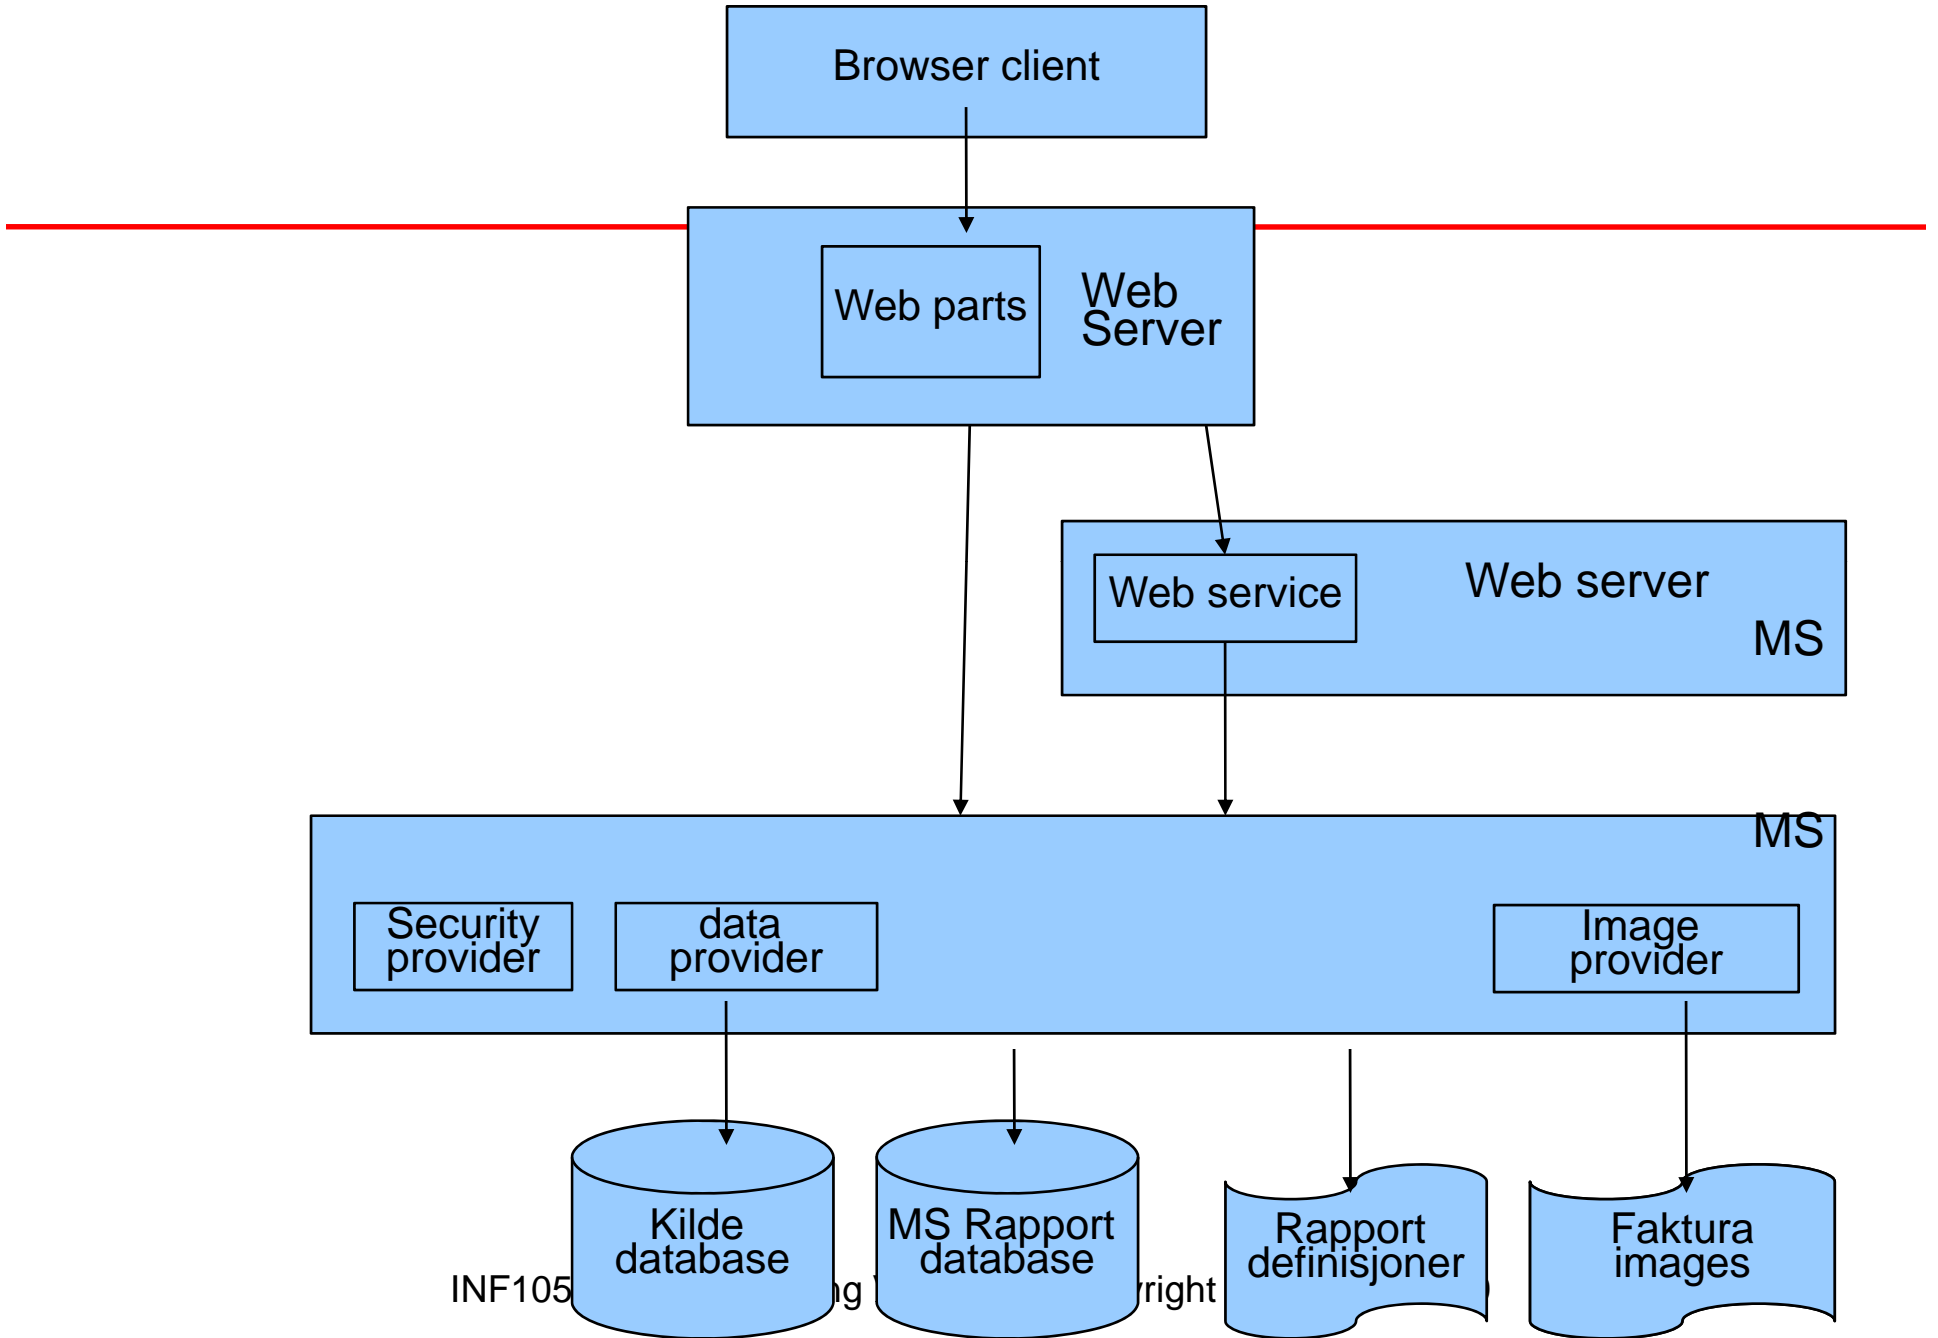 Browser client
Web parts
Web
Server
Web service
Web server
MS
MS
Security
provider
data
provider
Image
provider
Kilde
database
MS Rapport
database
Rapport
definisjoner
Faktura
images
INF105